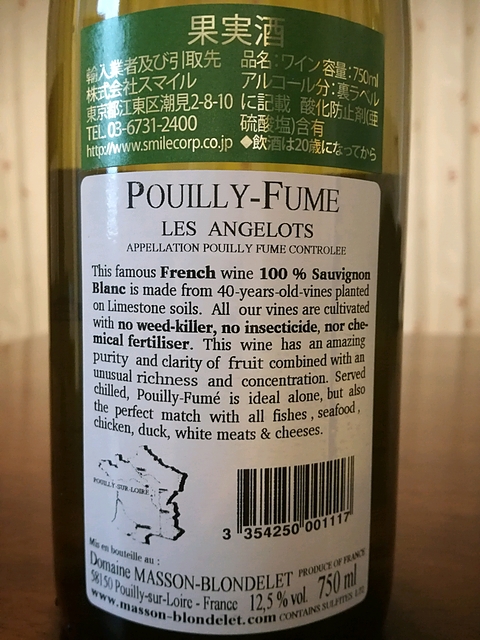 果実酒
輸入業者及び引取先
株式会社スマイル
東京都江東区潮見2-8-10
TEL.03-6731-2400
http://www.smilecorp.co.jp
品名:ワイン 容量:750ml
アルコール分:裏ラベル
に記載 酸化防止剤(亜
硫酸塩)含有
◆飲酒は20歳になってから
POUILLY-FUME
LES ANGELOTS
APPELLATION POUILLY FUME CONTROLEE
This famous French wine 100 % Sauvignon
Blanc is made from 40-years-old-vines planted
on Limestone soils. All our vines are cultivated
with no weed-killer, no insecticide, nor che-
mical fertiliser. This wine has an amazing
purity and clarity of fruit combined with an
unusual richness and concentration. Served
chilled, Pouilly-Fumé is ideal alone, but also
the perfect match with all fishes , seafood ,
chicken, duck, white meats & cheeses.
POUILLY-SUR-LOIRE
3 354250 001117
Mis en bouteille au :
Domaine MASSON-BLONDELET PRODUCE OF FRANCE
58150 Pouilly-sur-Loire - France 12,5 % vol. 750 ml
www.masson-blondelet.com CONTAINS SULFITES